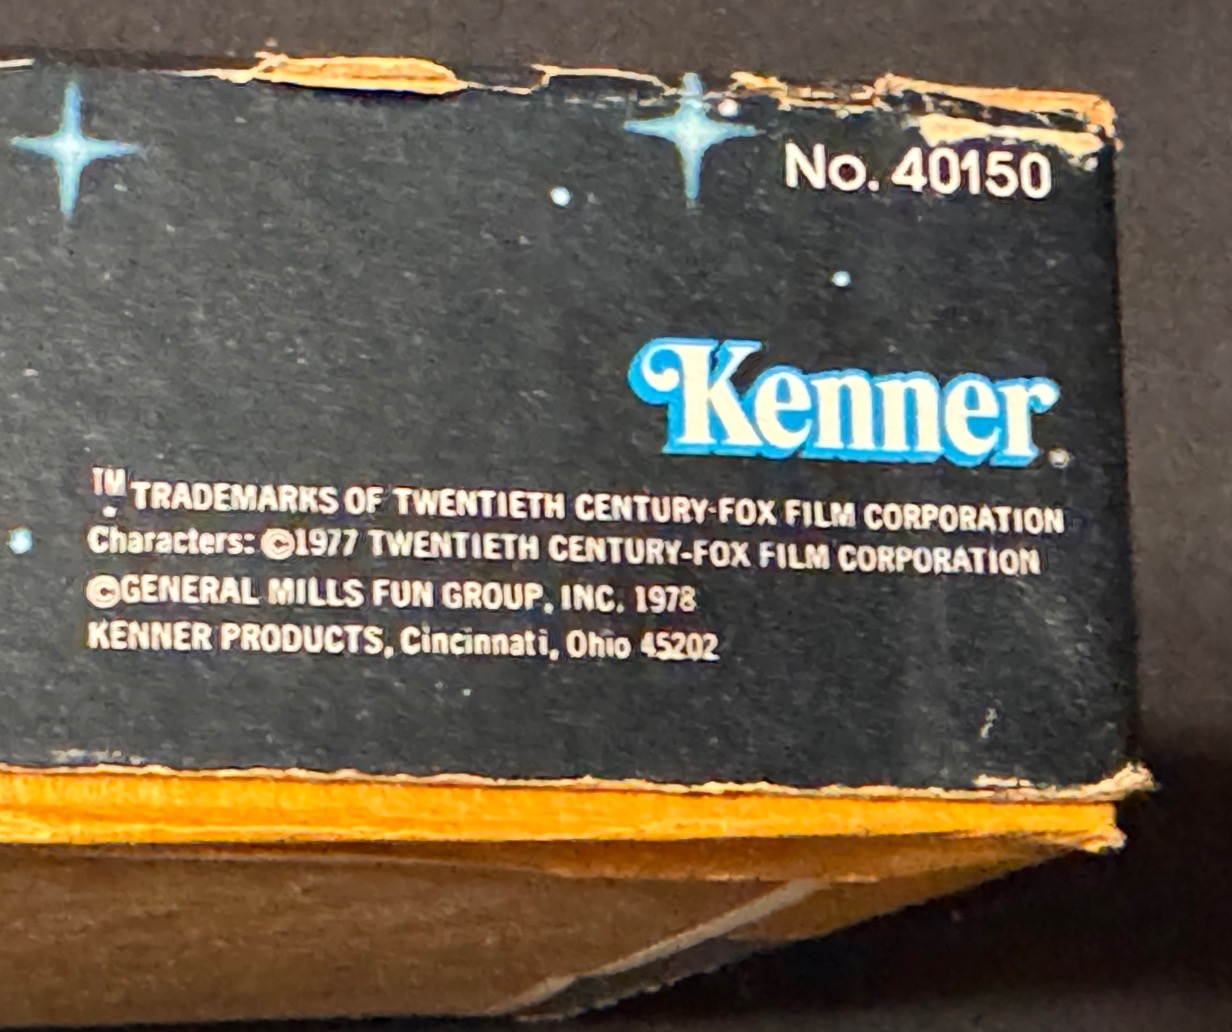 No. 40150
Kenner®
™ TRADEMARKS OF TWENTIETH CENTURY-FOX FILM CORPORATION
Characters: ©1977 TWENTIETH CENTURY-FOX FILM CORPORATION
©GENERAL MILLS FUN GROUP, INC. 1978
KENNER PRODUCTS, Cincinnati, Ohio 45202